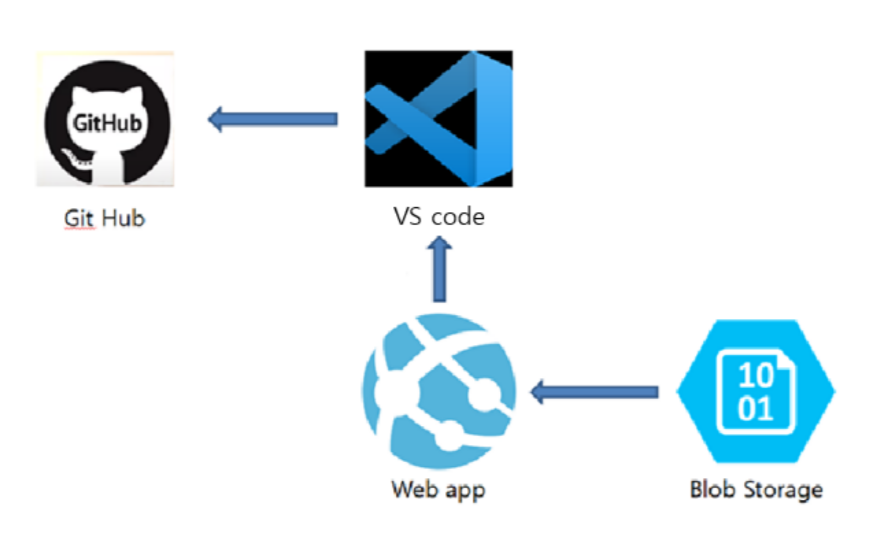 GitHub
Git Hub
VS code
Web app
10
01
Blob Storage